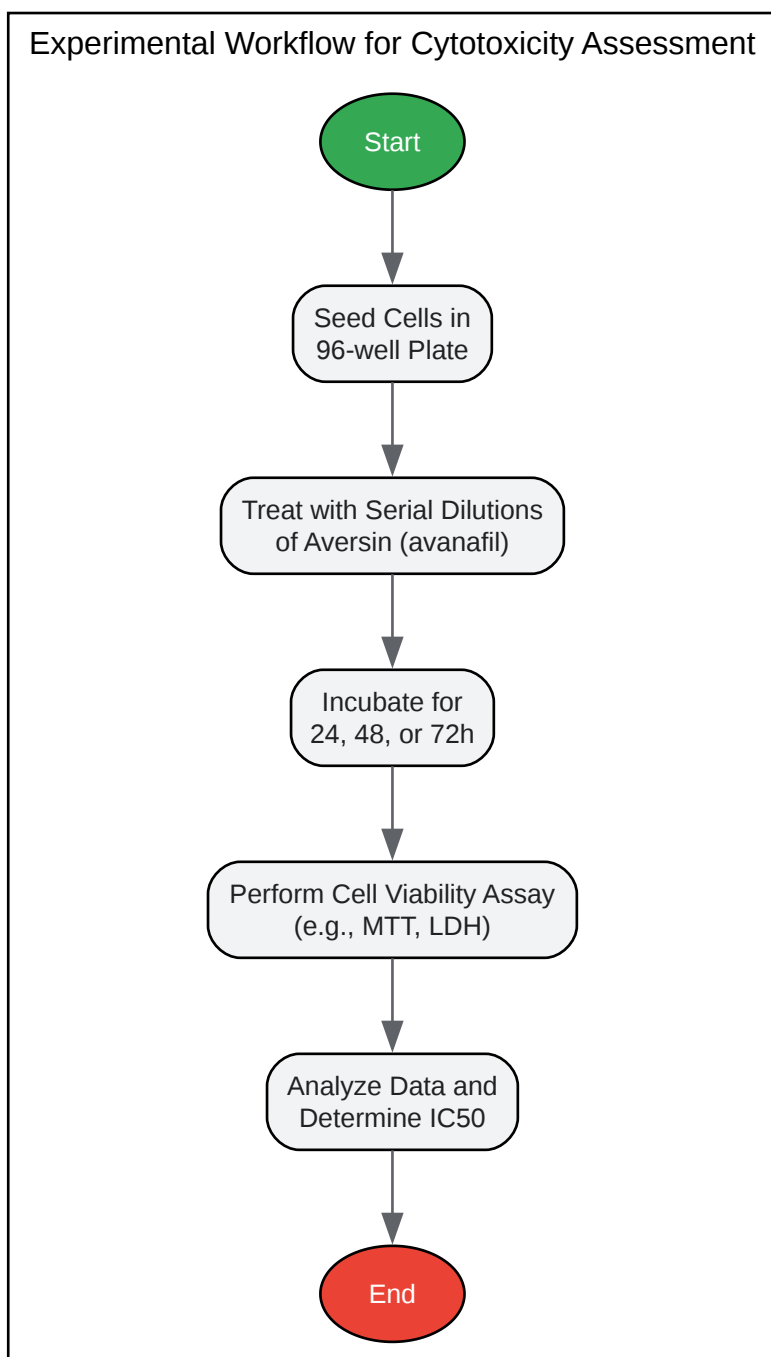 Experimental Workflow for Cytotoxicity Assessment
Start
Seed Cells in
96-well Plate
Treat with Serial Dilutions
of Aversin (avanafil)
Incubate for
24, 48, or 72h
Perform Cell Viability Assay
(e.g., MTT, LDH)
Analyze Data and
Determine IC50
End